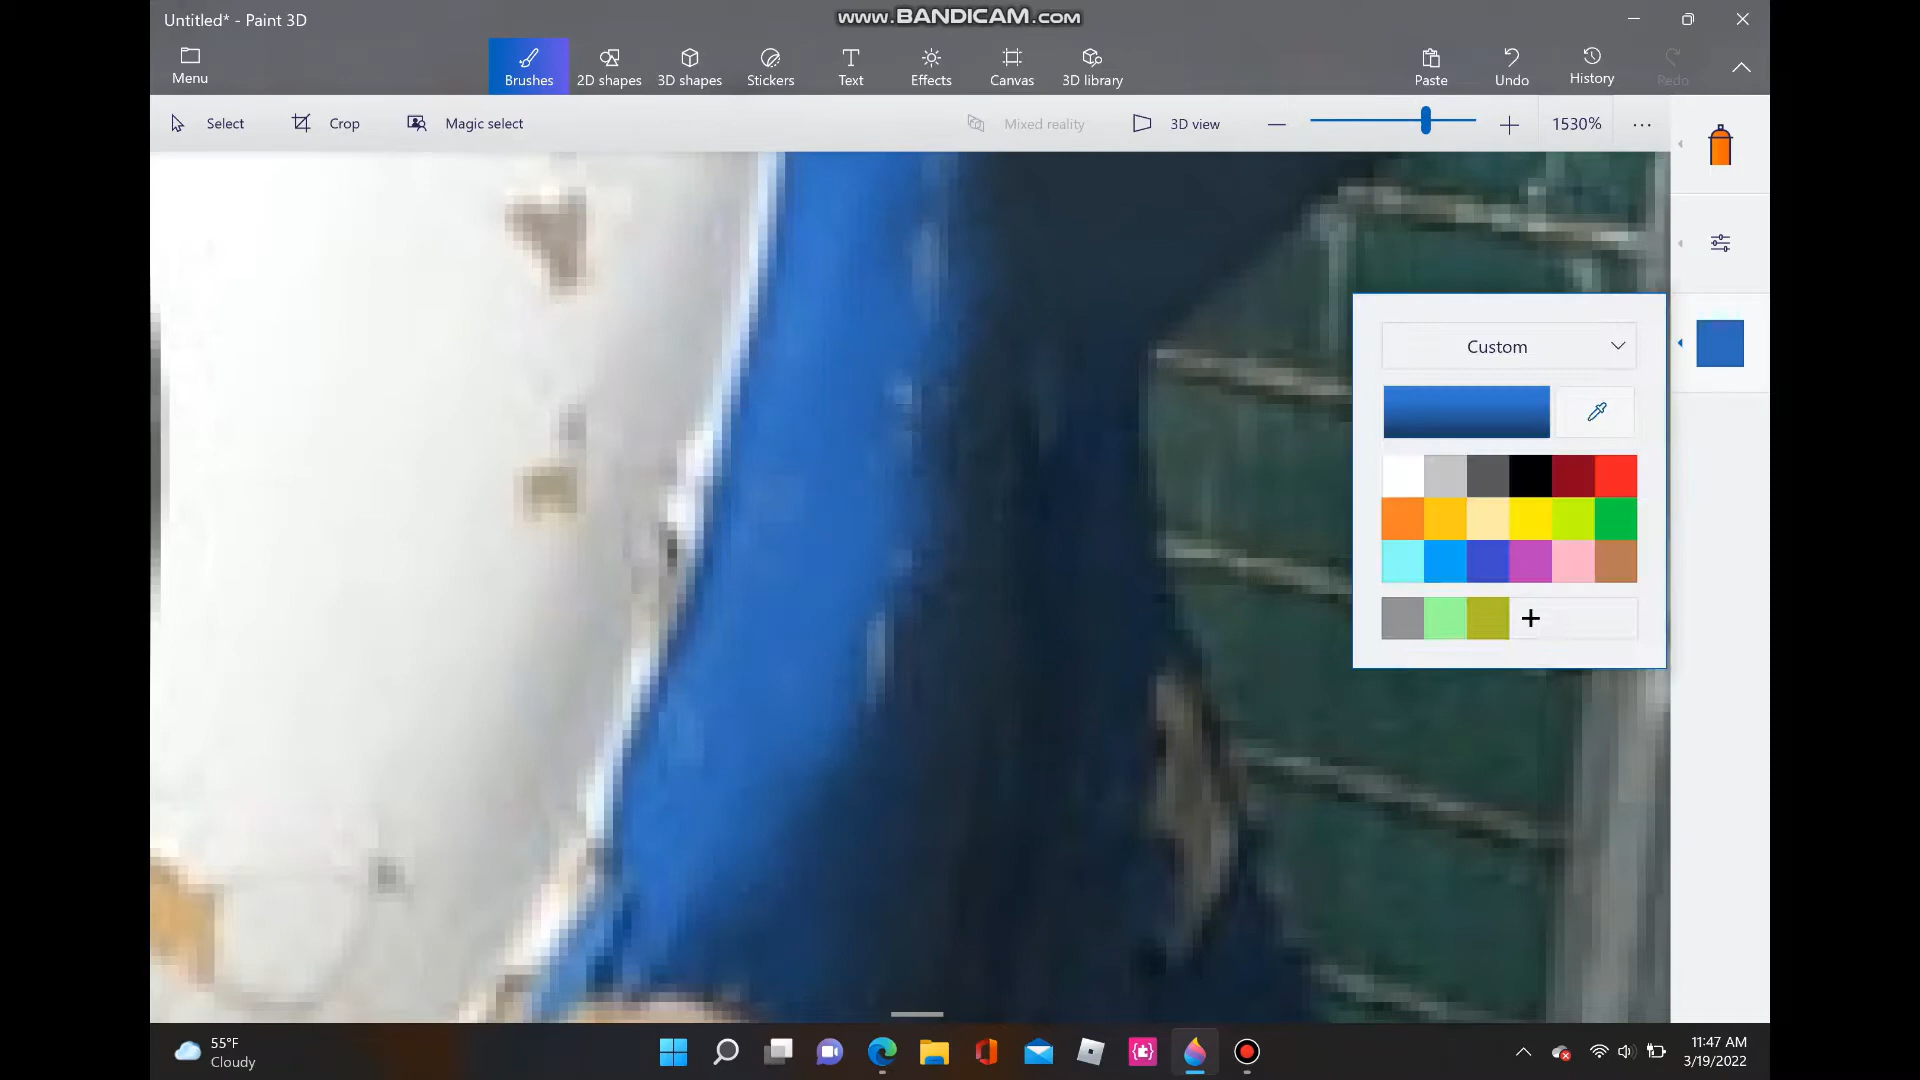 Untitled* - Paint 3D
www.BANDICAM.com
Menu
Brushes
2D shapes
3D shapes
Stickers
Text
Effects
Canvas
3D library
Paste
Undo
History
Redo
Select
Crop
Magic select
Mixed reality
3D view
1530%
Custom
55°F
Cloudy
11:47 AM
3/19/2022